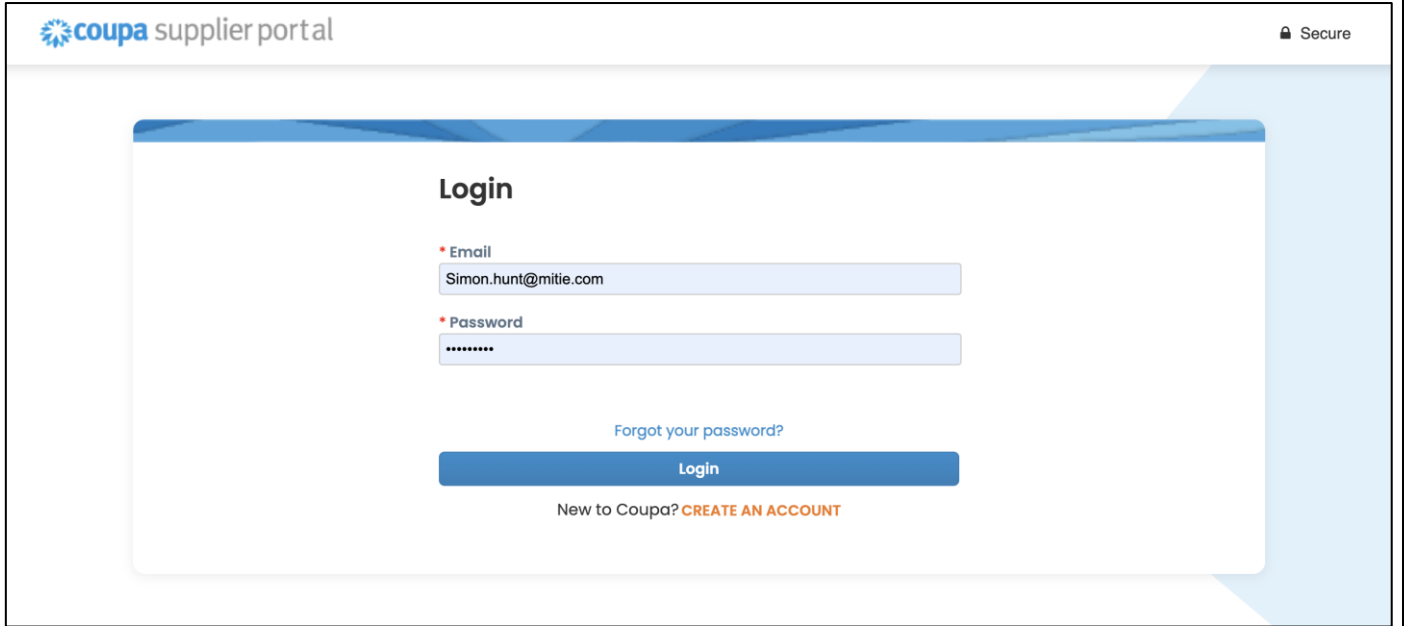 coupa supplier portal
Secure
Login
* Email
Simon.hunt@mitie.com
* Password
•••••••••
Forgot your password?
Login
New to Coupa? CREATE AN ACCOUNT